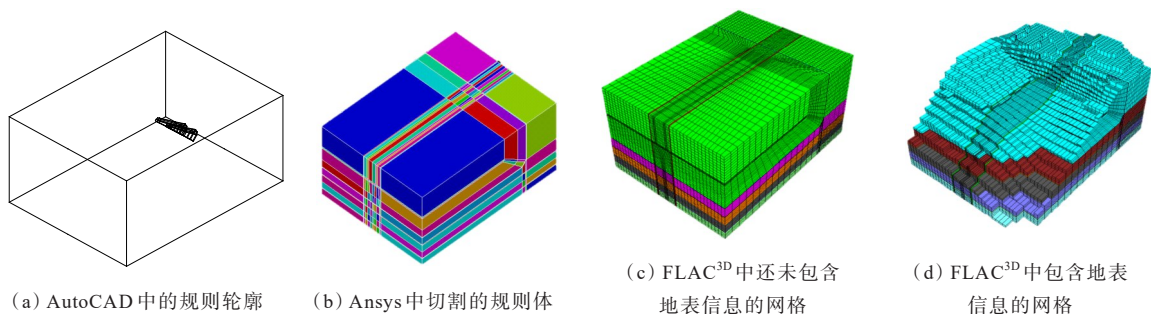 (a) AutoCAD中的规则轮廓
(b) Ansys中切割的规则体
(c) FLAC3D中还未包含
地表信息的网格
(d) FLAC3D中包含地表
信息的网格